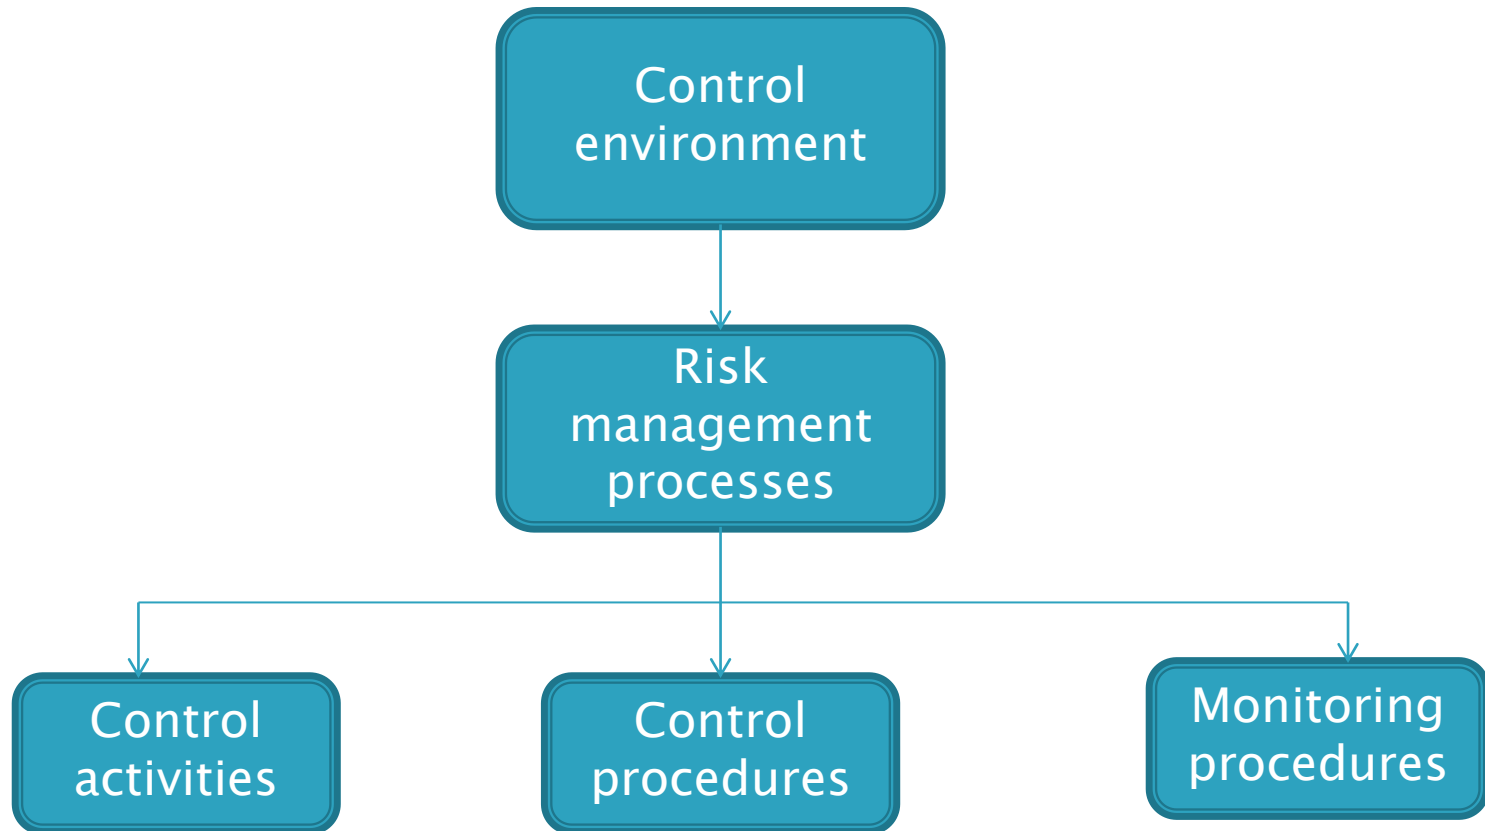 Control
environment
Risk
management
processes
Control
activities
Control
procedures
Monitoring
procedures